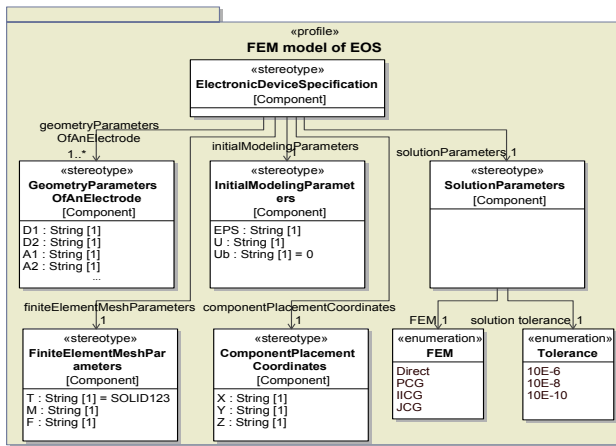 «profile»
FEM model of EOS
«stereotype»
ElectronicDeviceSpecification
[Component]
geometryParameters
OfAnElectrode
1..*
initialModelingParameters
1
solutionParameters 1
«stereotype»
GeometryParameters
OfAnElectrode
[Component]
D1 : String [1]
D2 : String [1]
A1 : String [1]
A2 : String [1]
...
«stereotype»
InitialModelingParamet
ers
[Component]
EPS : String [1]
U : String [1]
Ub : String [1] = 0
«stereotype»
SolutionParameters
[Component]
finiteElementMeshParameters
1
componentPlacementCoordinates
1
FEM 1
solution tolerance 1
«stereotype»
FiniteElementMeshPar
ameters
[Component]
T : String [1] = SOLID123
M : String [1]
F : String [1]
«stereotype»
ComponentPlacement
Coordinates
[Component]
X : String [1]
Y : String [1]
Z : String [1]
«enumeration»
FEM
Direct
PCG
IICG
JCG
«enumeration»
Tolerance
10E-6
10E-8
10E-10